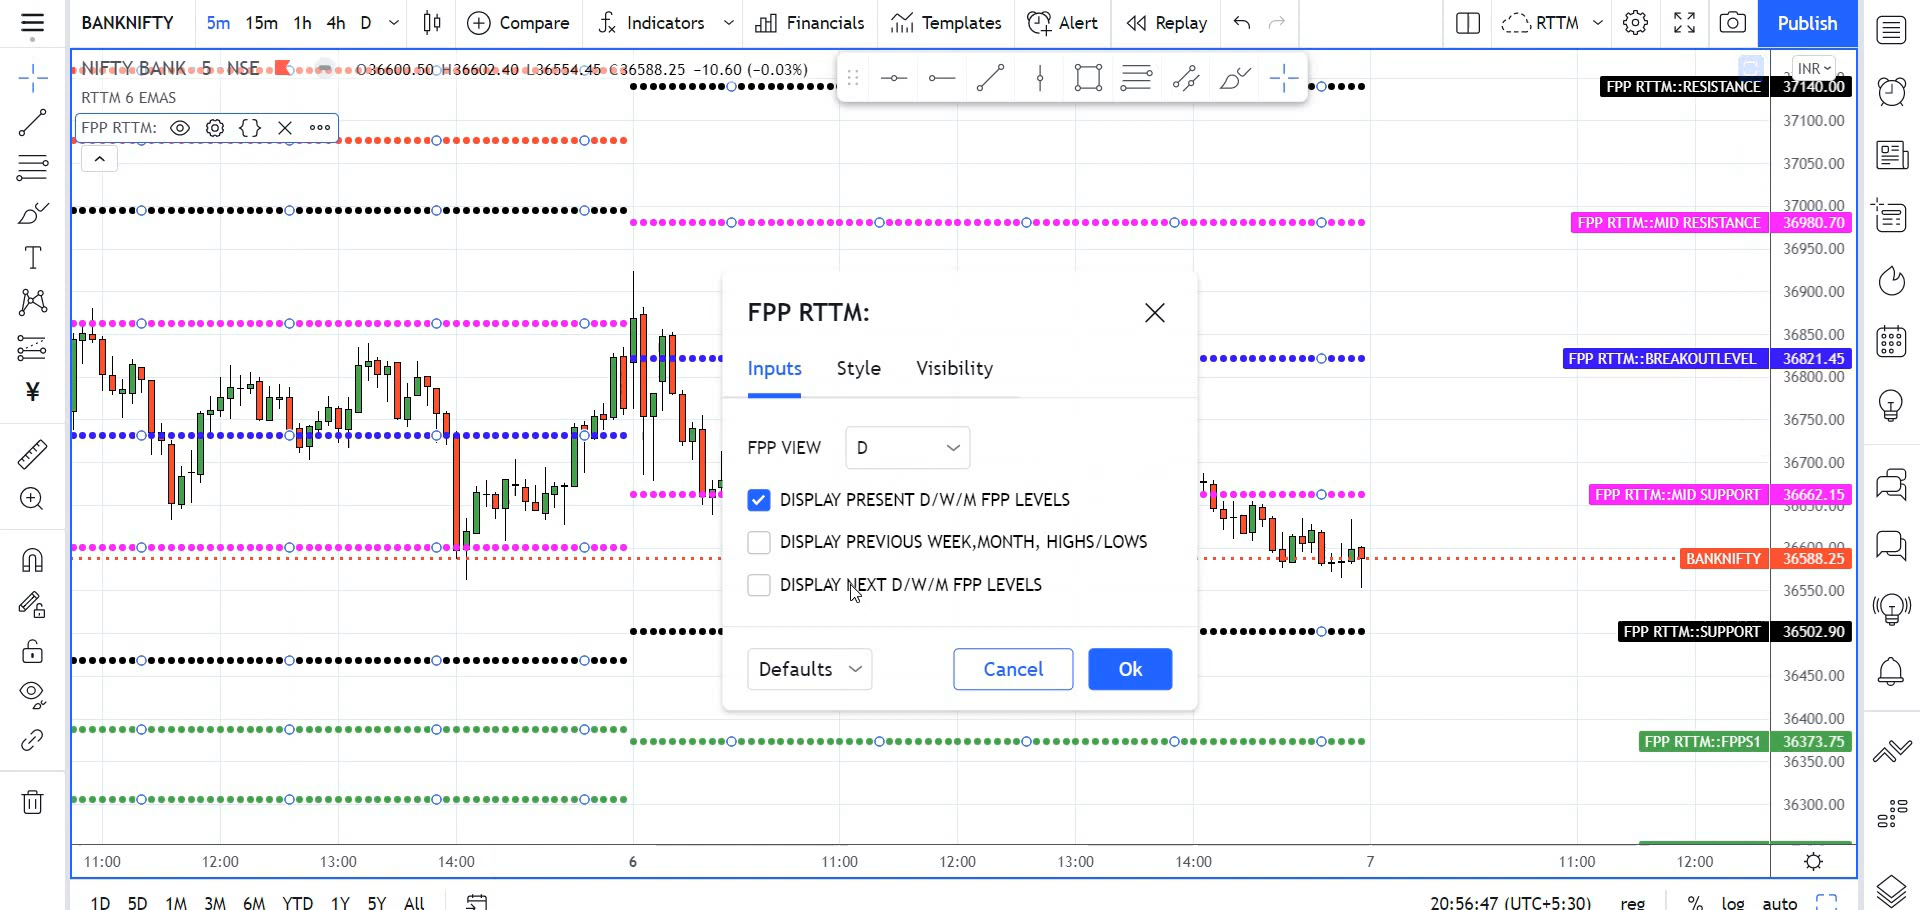 BANKNIFTY 5m 15m 1h 4h D Compare Indicators Financials Templates Alert Replay RTTM Publish
NIFTY BANK 5 NSE O36600.50 H36602.40 L36554.45 C36588.25 −10.60 (−0.03%)
INR
RTTM 6 EMAS
FPP RTTM:
FPP RTTM::RESISTANCE 37140.00
37100.00
37050.00
37000.00
FPP RTTM::MID RESISTANCE 36980.70
36950.00
36900.00
36850.00
FPP RTTM::BREAKOUTLEVEL 36821.45
36800.00
36750.00
36700.00
FPP RTTM::MID SUPPORT 36662.15
36650.00
36600.00
BANKNIFTY 36588.25
36550.00
FPP RTTM::SUPPORT 36502.90
36450.00
36400.00
FPP RTTM::FPPS1 36373.75
36350.00
36300.00
FPP RTTM:
Inputs Style Visibility
FPP VIEW D
DISPLAY PRESENT D/W/M FPP LEVELS
DISPLAY PREVIOUS WEEK,MONTH, HIGHS/LOWS
DISPLAY NEXT D/W/M FPP LEVELS
Defaults Cancel Ok
11:00 12:00 13:00 14:00 6 11:00 12:00 13:00 14:00 7 11:00 12:00
1D 5D 1M 3M 6M YTD 1Y 5Y All 20:56:47 (UTC+5:30) reg % log auto